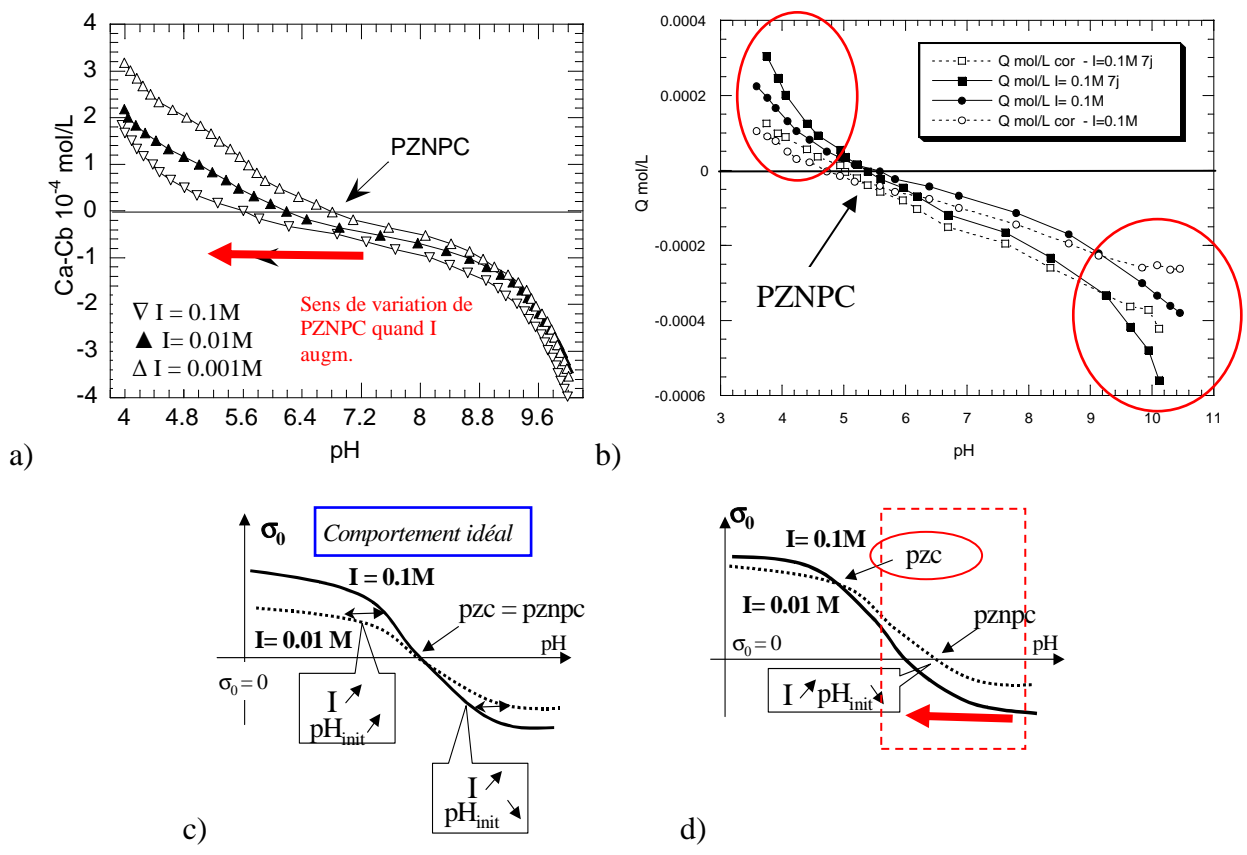 4
3
2
1
0
-1
-2
-3
-4
Ca-Cb 10⁻⁴ mol/L
PZNPC
Sens de variation de
PZNPC quand I
augm.
▽ I = 0.1M
▲ I= 0.01M
Δ I = 0.001M
4 4.8 5.6 6.4 7.2 8 8.8 9.6
pH
a)
0.0004
0.0002
0
-0.0002
-0.0004
-0.0006
Q mol/L
Q mol/L cor - I=0.1M 7j
Q mol/L I= 0.1M 7j
Q mol/L I= 0.1M
Q mol/L cor - I=0.1M
PZNPC
3 4 5 6 7 8 9 10 11
pH
b)
σ₀
Comportement idéal
I = 0.1M
pzc = pznpc
I= 0.01 M
pH
σ₀ = 0
I ↗
pHinit ↗
I ↗
pHinit ↘
c)
σ₀
I= 0.1M
pzc
I= 0.01 M
pznpc
σ₀ = 0
pH
I ↗ pHinit ↘
d)